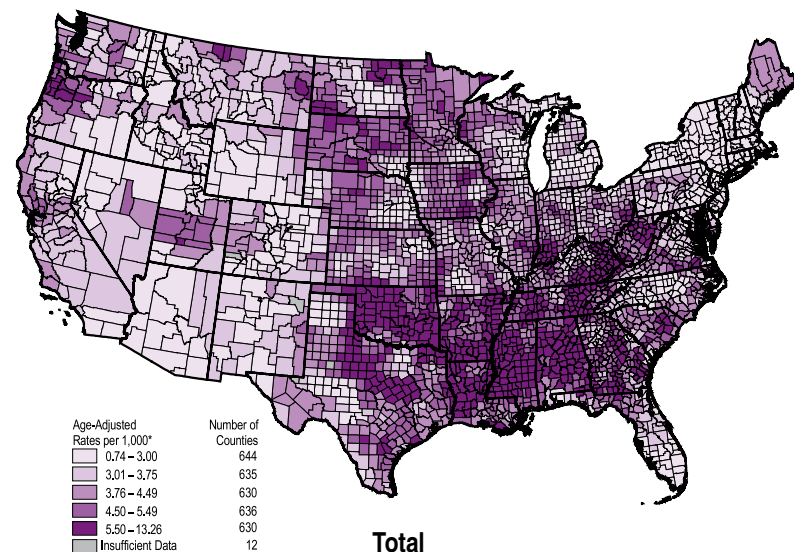 Age-Adjusted
Rates per 1,000*
Number of
Counties
0.74 – 3.00 644
3.01 – 3.75 635
3.76 – 4.49 630
4.50 – 5.49 636
5.50 – 13.26 630
Insufficient Data 12
Total